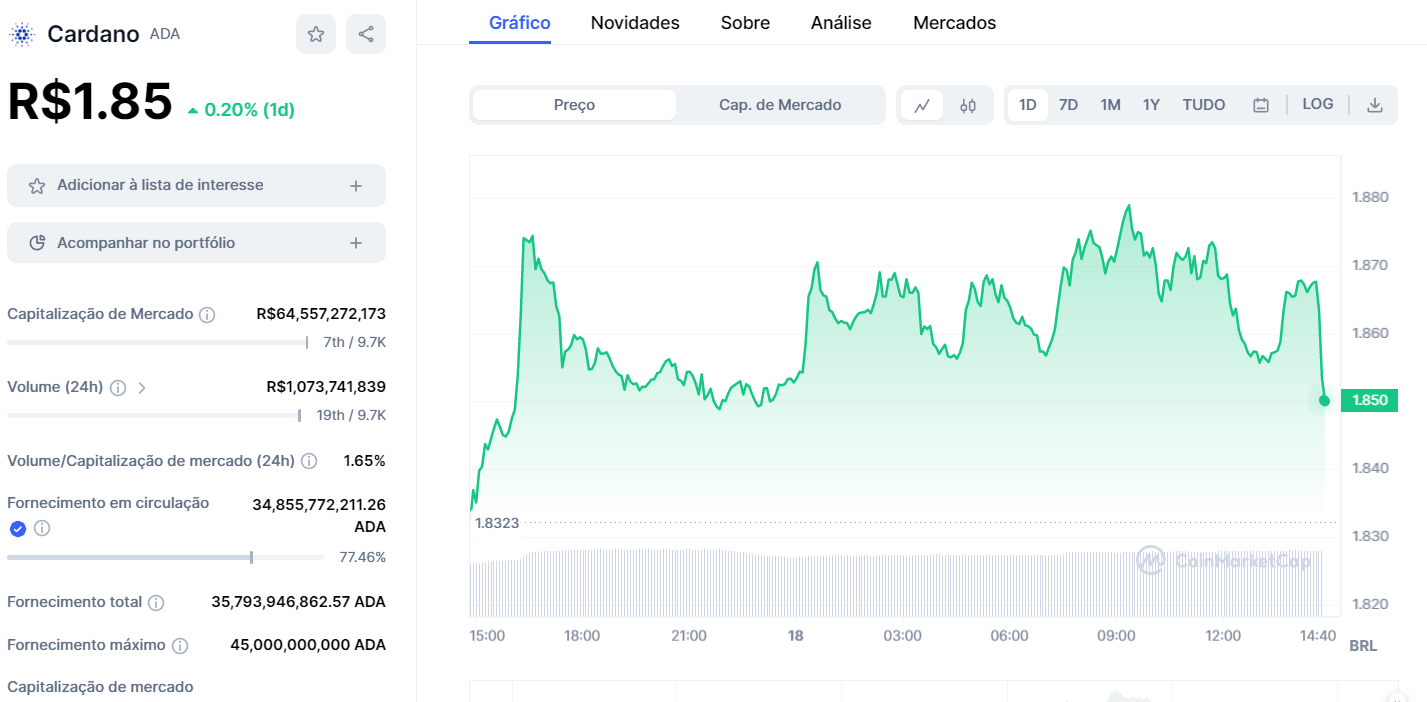 Cardano ADA
R$1.85 0.20% (1d)
Adicionar à lista de interesse
Acompanhar no portfólio
Capitalização de Mercado R$64,557,272,173
7th / 9.7K
Volume (24h) R$1,073,741,839
19th / 9.7K
Volume/Capitalização de mercado (24h) 1.65%
Fornecimento em circulação 34,855,772,211.26
ADA
77.46%
Fornecimento total 35,793,946,862.57 ADA
Fornecimento máximo 45,000,000,000 ADA
Capitalização de mercado
Gráfico Novidades Sobre Análise Mercados
Preço Cap. de Mercado 1D 7D 1M 1Y TUDO LOG
1.880
1.870
1.860
1.850
1.840
1.8323
1.830
CoinMarketCap
1.820
15:00 18:00 21:00 18 03:00 06:00 09:00 12:00 14:40
BRL